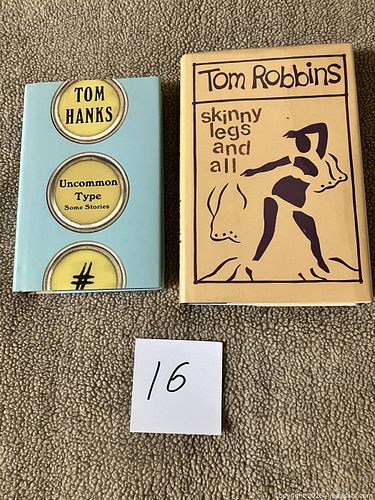 TOM
HANKS
Uncommon
Type
Some Stories
#
Tom Robbins
skinny
legs
and
all
16